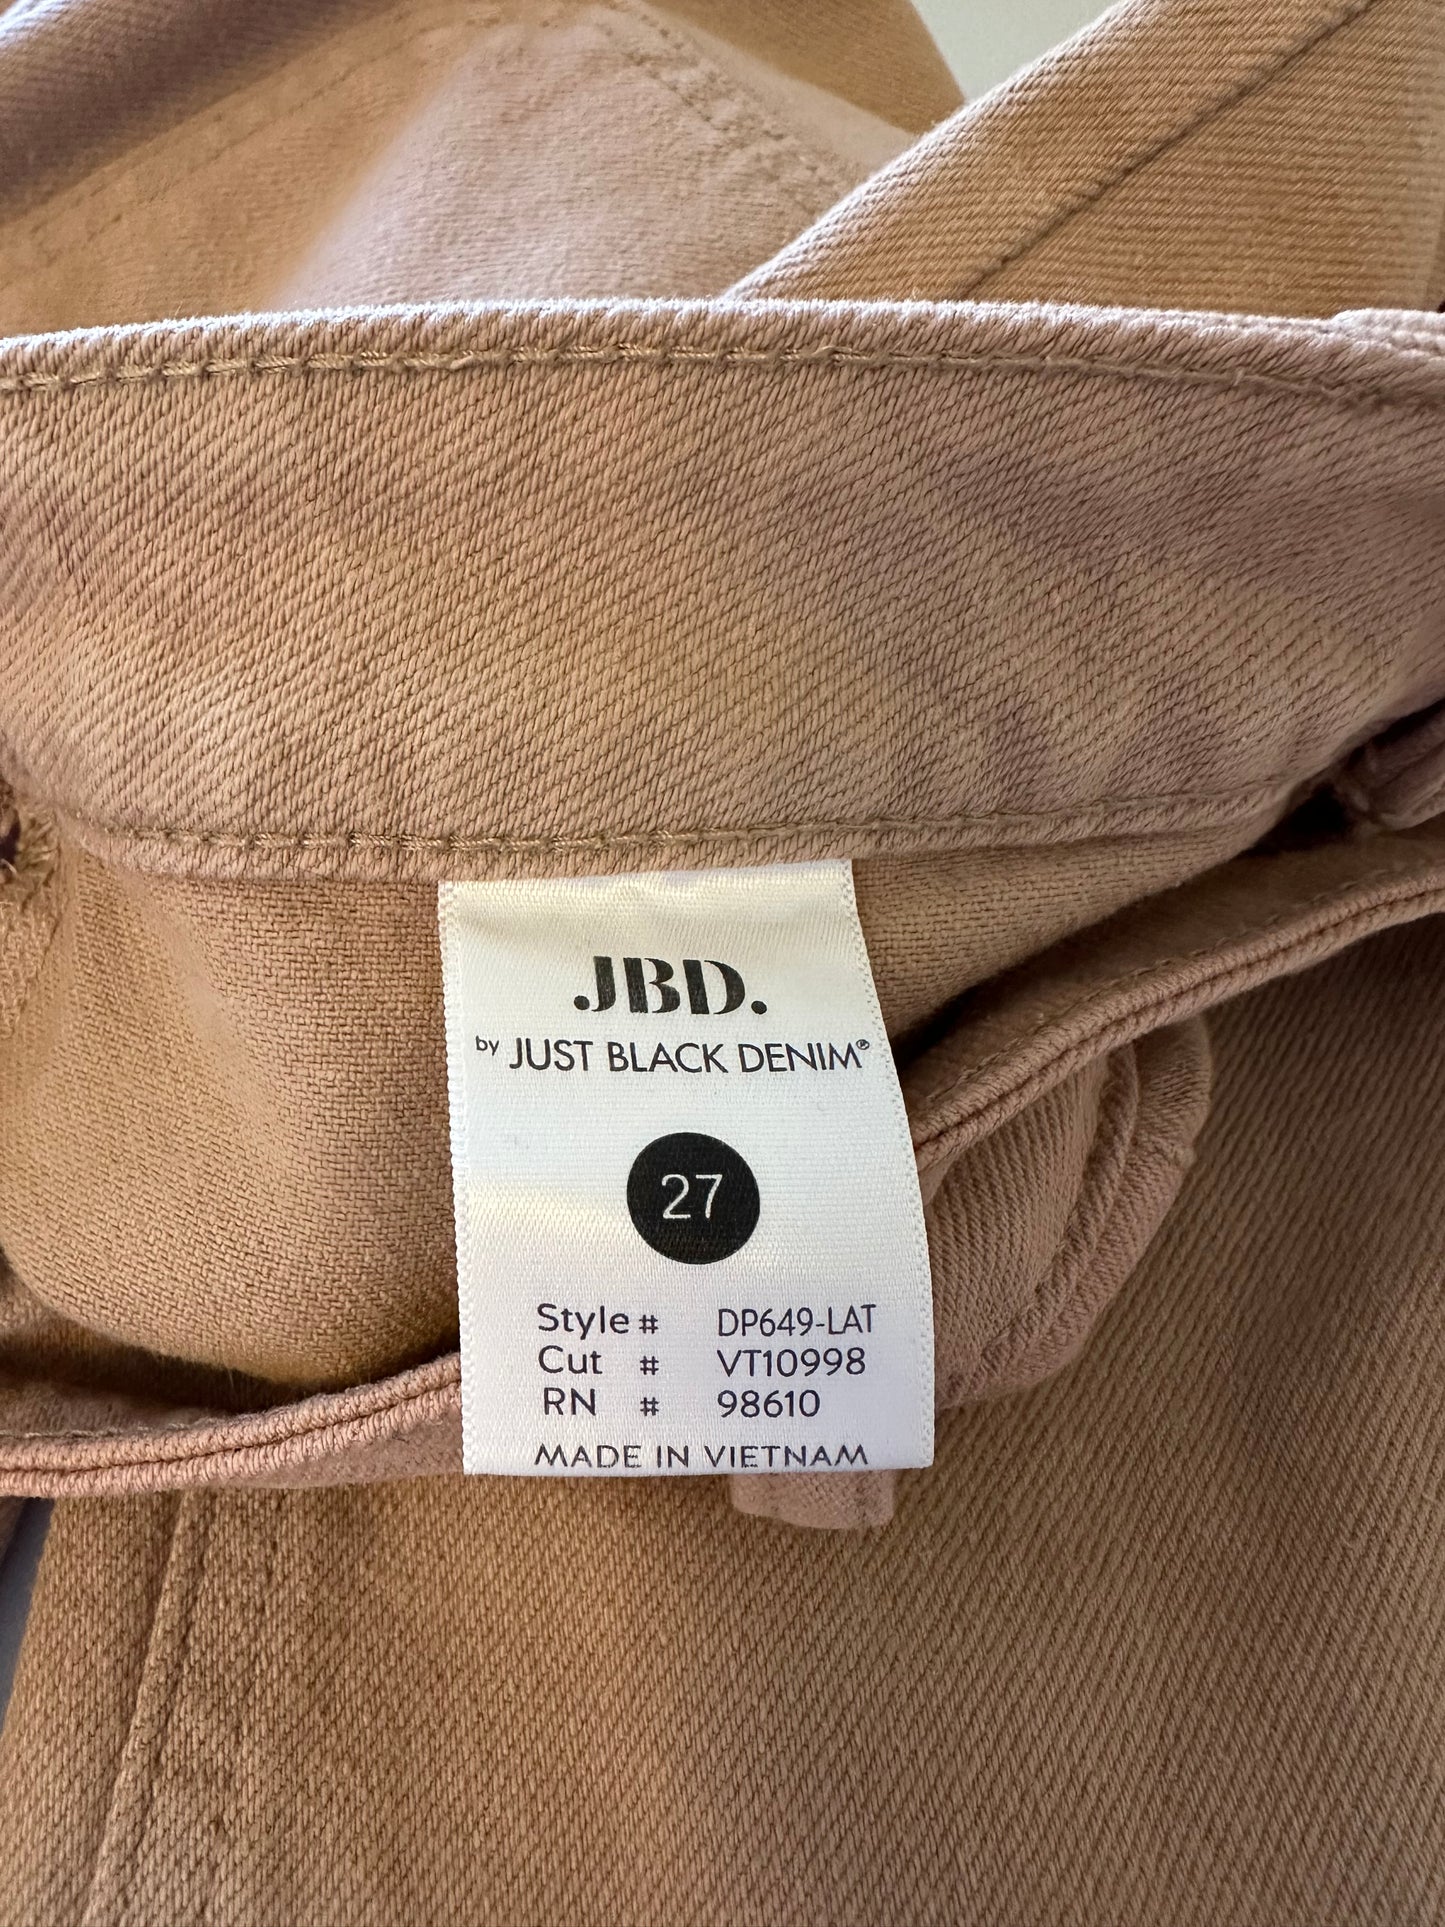 JBD.
by JUST BLACK DENIM®
27
Style # DP649-LAT
Cut # VT10998
RN # 98610
MADE IN VIETNAM